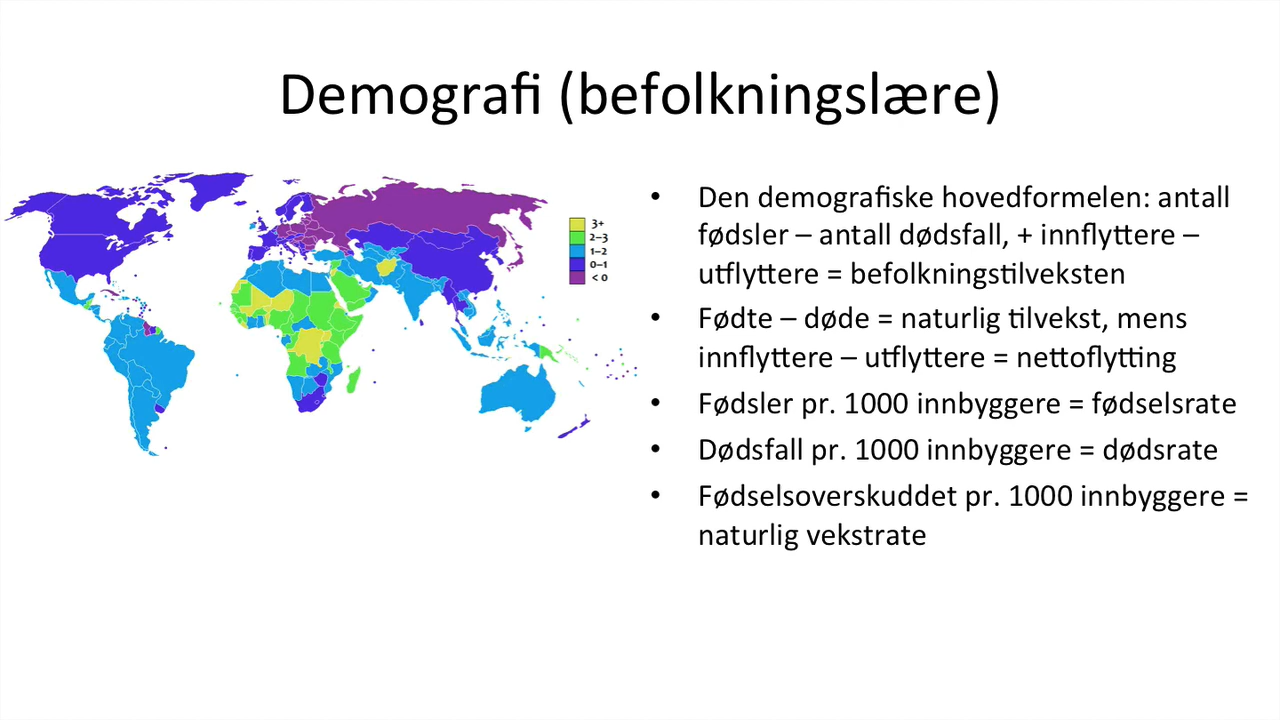 Demografi (befolkningslære)
3+
2–3
1–2
0–1
< 0
• Den demografiske hovedformelen: antall
fødsler – antall dødsfall, + innflyttere –
utflyttere = befolkningstilveksten
• Fødte – døde = naturlig tilvekst, mens
innflyttere – utflyttere = nettoflytting
• Fødsler pr. 1000 innbyggere = fødselsrate
• Dødsfall pr. 1000 innbyggere = dødsrate
• Fødselsoverskuddet pr. 1000 innbyggere =
naturlig vekstrate